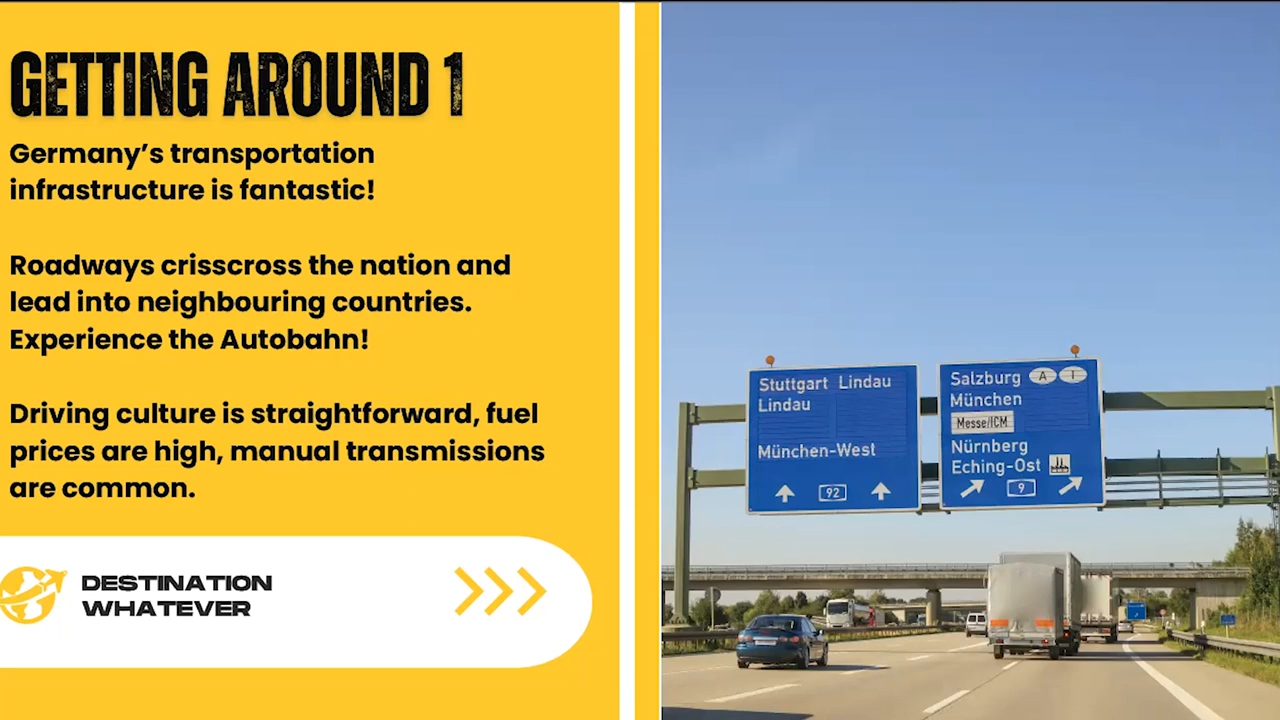 GETTING AROUND 1
Germany's transportation
infrastructure is fantastic!
Roadways crisscross the nation and
lead into neighbouring countries.
Experience the Autobahn!
Driving culture is straightforward, fuel
prices are high, manual transmissions
are common.
DESTINATION
WHATEVER
Stuttgart Lindau
Lindau
München-West
92
Salzburg A I
München
Messe/ICM
Nürnberg
Eching-Ost
9